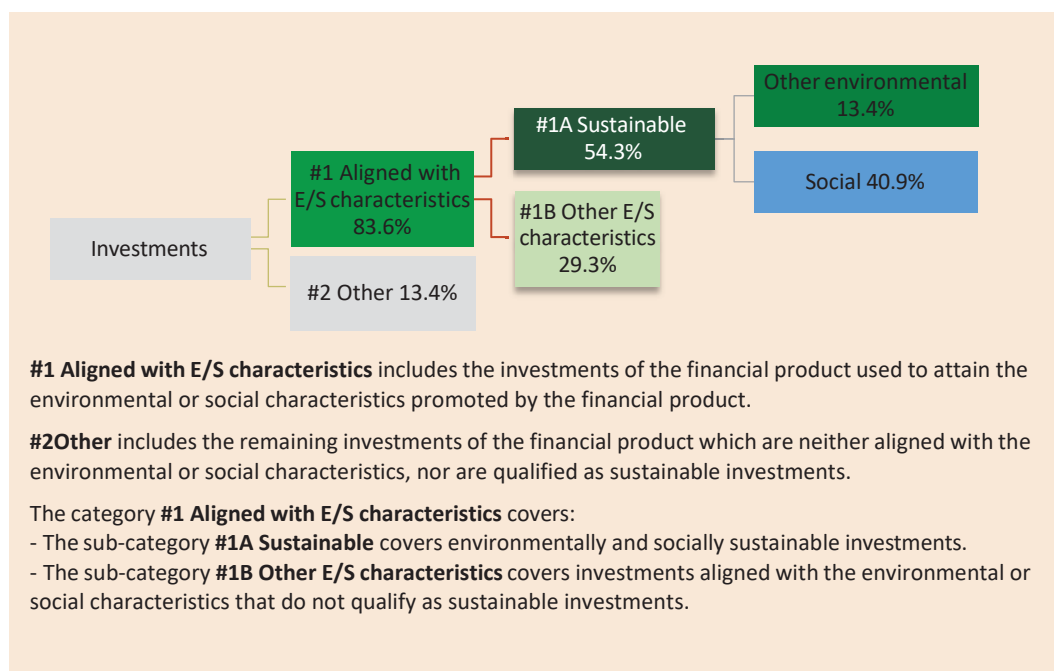 Other environmental
13.4%
#1A Sustainable
54.3%
#1 Aligned with
E/S characteristics
83.6%
Social 40.9%
#1B Other E/S
characteristics
29.3%
Investments
#2 Other 13.4%
#1 Aligned with E/S characteristics includes the investments of the financial product used to attain the
environmental or social characteristics promoted by the financial product.
#2Other includes the remaining investments of the financial product which are neither aligned with the
environmental or social characteristics, nor are qualified as sustainable investments.
The category #1 Aligned with E/S characteristics covers:
- The sub-category #1A Sustainable covers environmentally and socially sustainable investments.
- The sub-category #1B Other E/S characteristics covers investments aligned with the environmental or
social characteristics that do not qualify as sustainable investments.